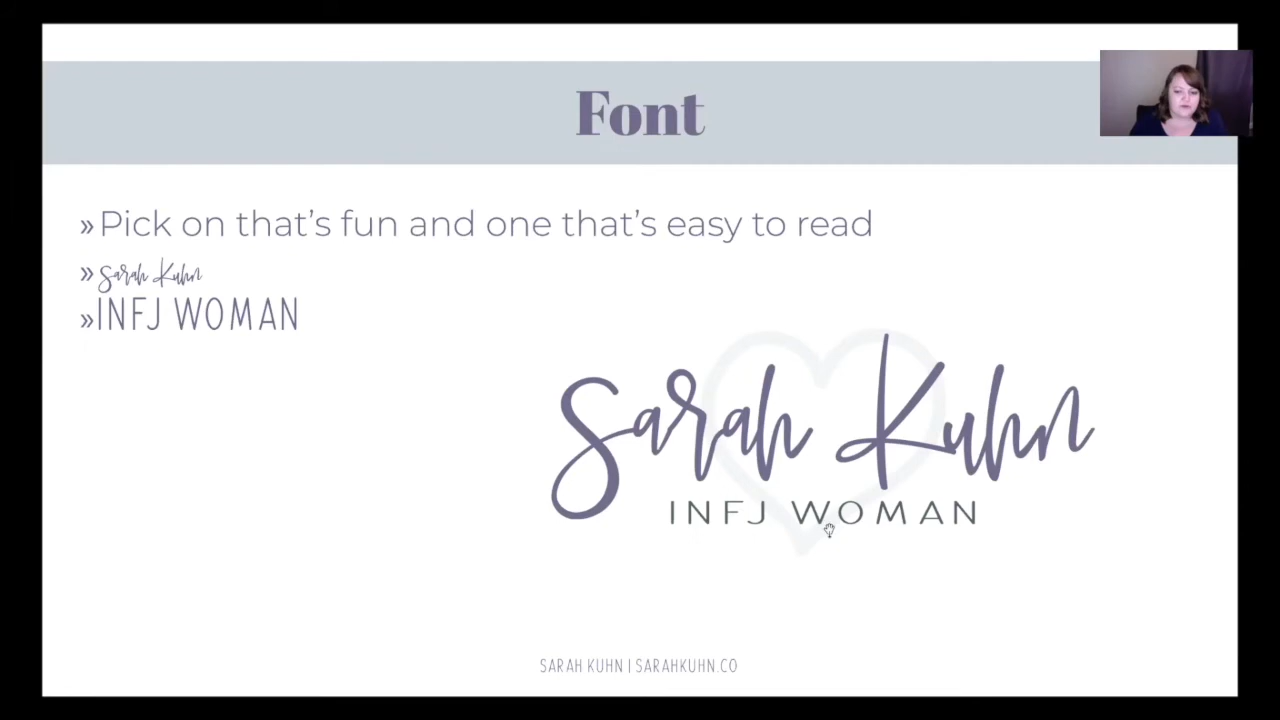 Font
»Pick on that's fun and one that's easy to read
»Sarah Kuhn
»INFJ WOMAN
Sarah Kuhn
INFJ WOMAN
SARAH KUHN | SARAHKUHN.CO